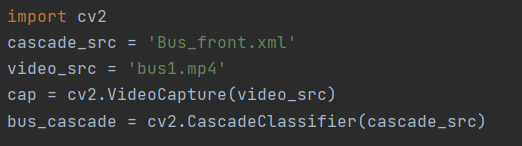 import cv2
cascade_src = 'Bus_front.xml'
video_src = 'bus1.mp4'
cap = cv2.VideoCapture(video_src)
bus_cascade = cv2.CascadeClassifier(cascade_src)